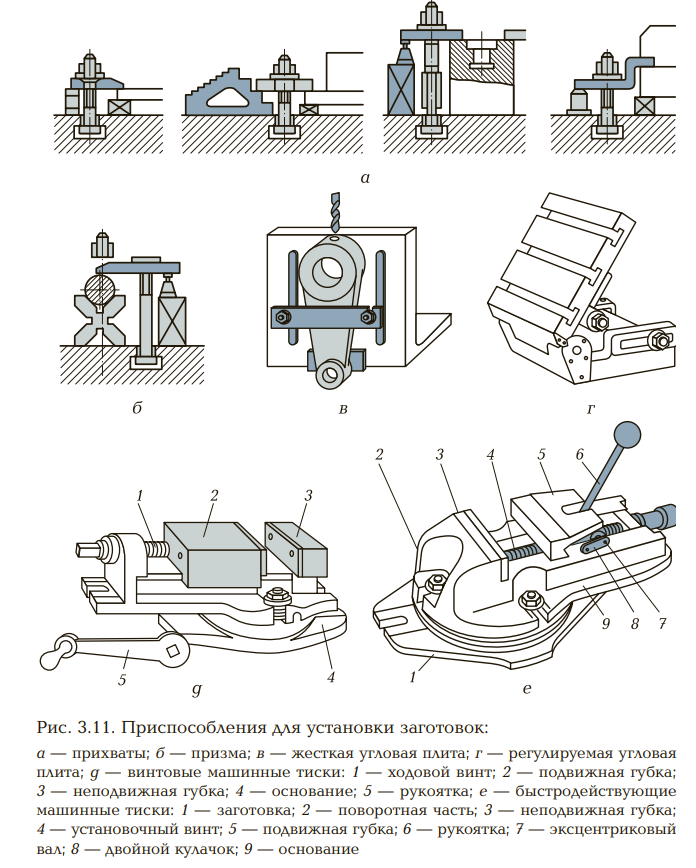 а
б
в
г
1
2
3
4
5
д
2
3
4
5
6
1
9
8
7
е
Рис. 3.11. Приспособления для установки заготовок:
а — прихваты; б — призма; в — жесткая угловая плита; г — регулируемая угловая
плита; д — винтовые машинные тиски: 1 — ходовой винт; 2 — подвижная губка;
3 — неподвижная губка; 4 — основание; 5 — рукоятка; е — быстродействующие
машинные тиски: 1 — заготовка; 2 — поворотная часть; 3 — неподвижная губка;
4 — установочный винт; 5 — подвижная губка; 6 — рукоятка; 7 — эксцентриковый
вал; 8 — двойной кулачок; 9 — основание